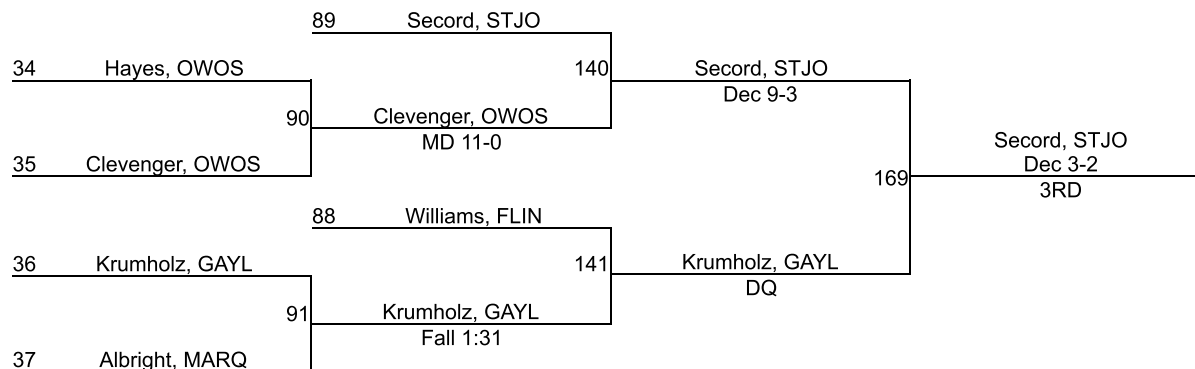 89 Secord, STJO
34 Hayes, OWOS
140 Secord, STJO
Dec 9-3
90 Clevenger, OWOS
MD 11-0
35 Clevenger, OWOS
Secord, STJO
Dec 3-2
169
3RD
88 Williams, FLIN
36 Krumholz, GAYL
141 Krumholz, GAYL
DQ
91 Krumholz, GAYL
Fall 1:31
37 Albright, MARQ